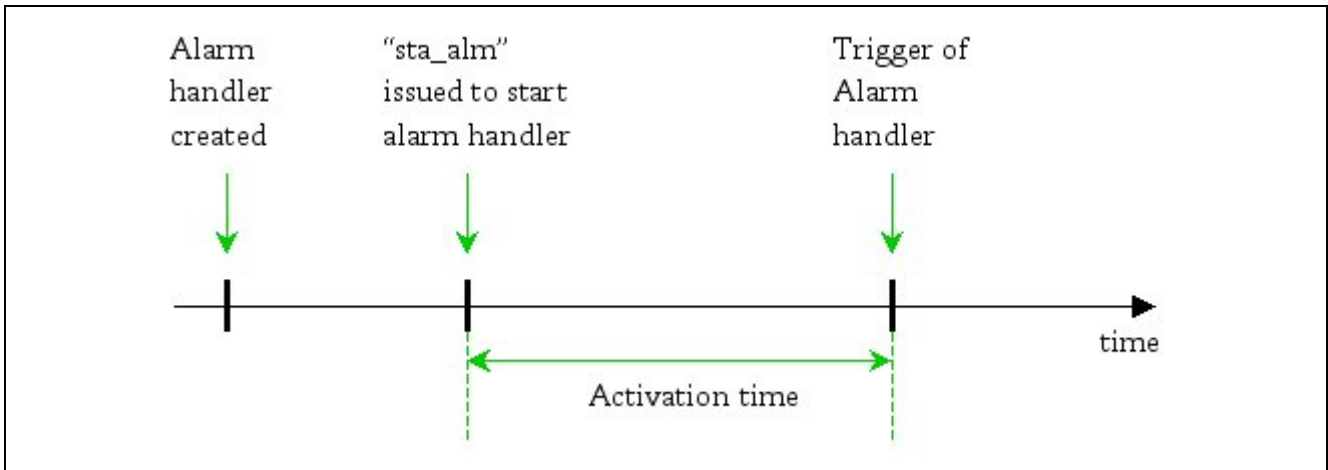 Alarm
handler
created
“sta_alm”
issued to start
alarm handler
Trigger of
Alarm
handler
time
Activation time